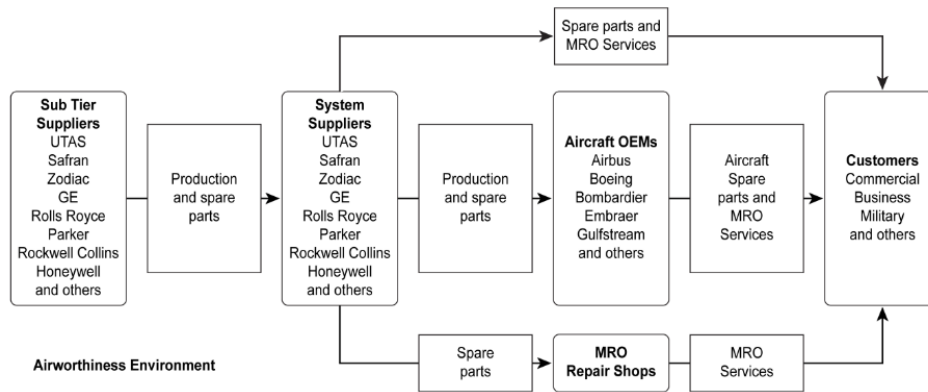 Spare parts and
MRO Services
Sub Tier
Suppliers
UTAS
Safran
Zodiac
GE
Rolls Royce
Parker
Rockwell Collins
Honeywell
and others
Production
and spare
parts
System
Suppliers
UTAS
Safran
Zodiac
GE
Rolls Royce
Parker
Rockwell Collins
Honeywell
and others
Production
and spare
parts
Aircraft OEMs
Airbus
Boeing
Bombardier
Embraer
Gulfstream
and others
Aircraft
Spare
parts and
MRO
Services
Customers
Commercial
Business
Military
and others
Airworthiness Environment
Spare
parts
MRO
Repair Shops
MRO
Services